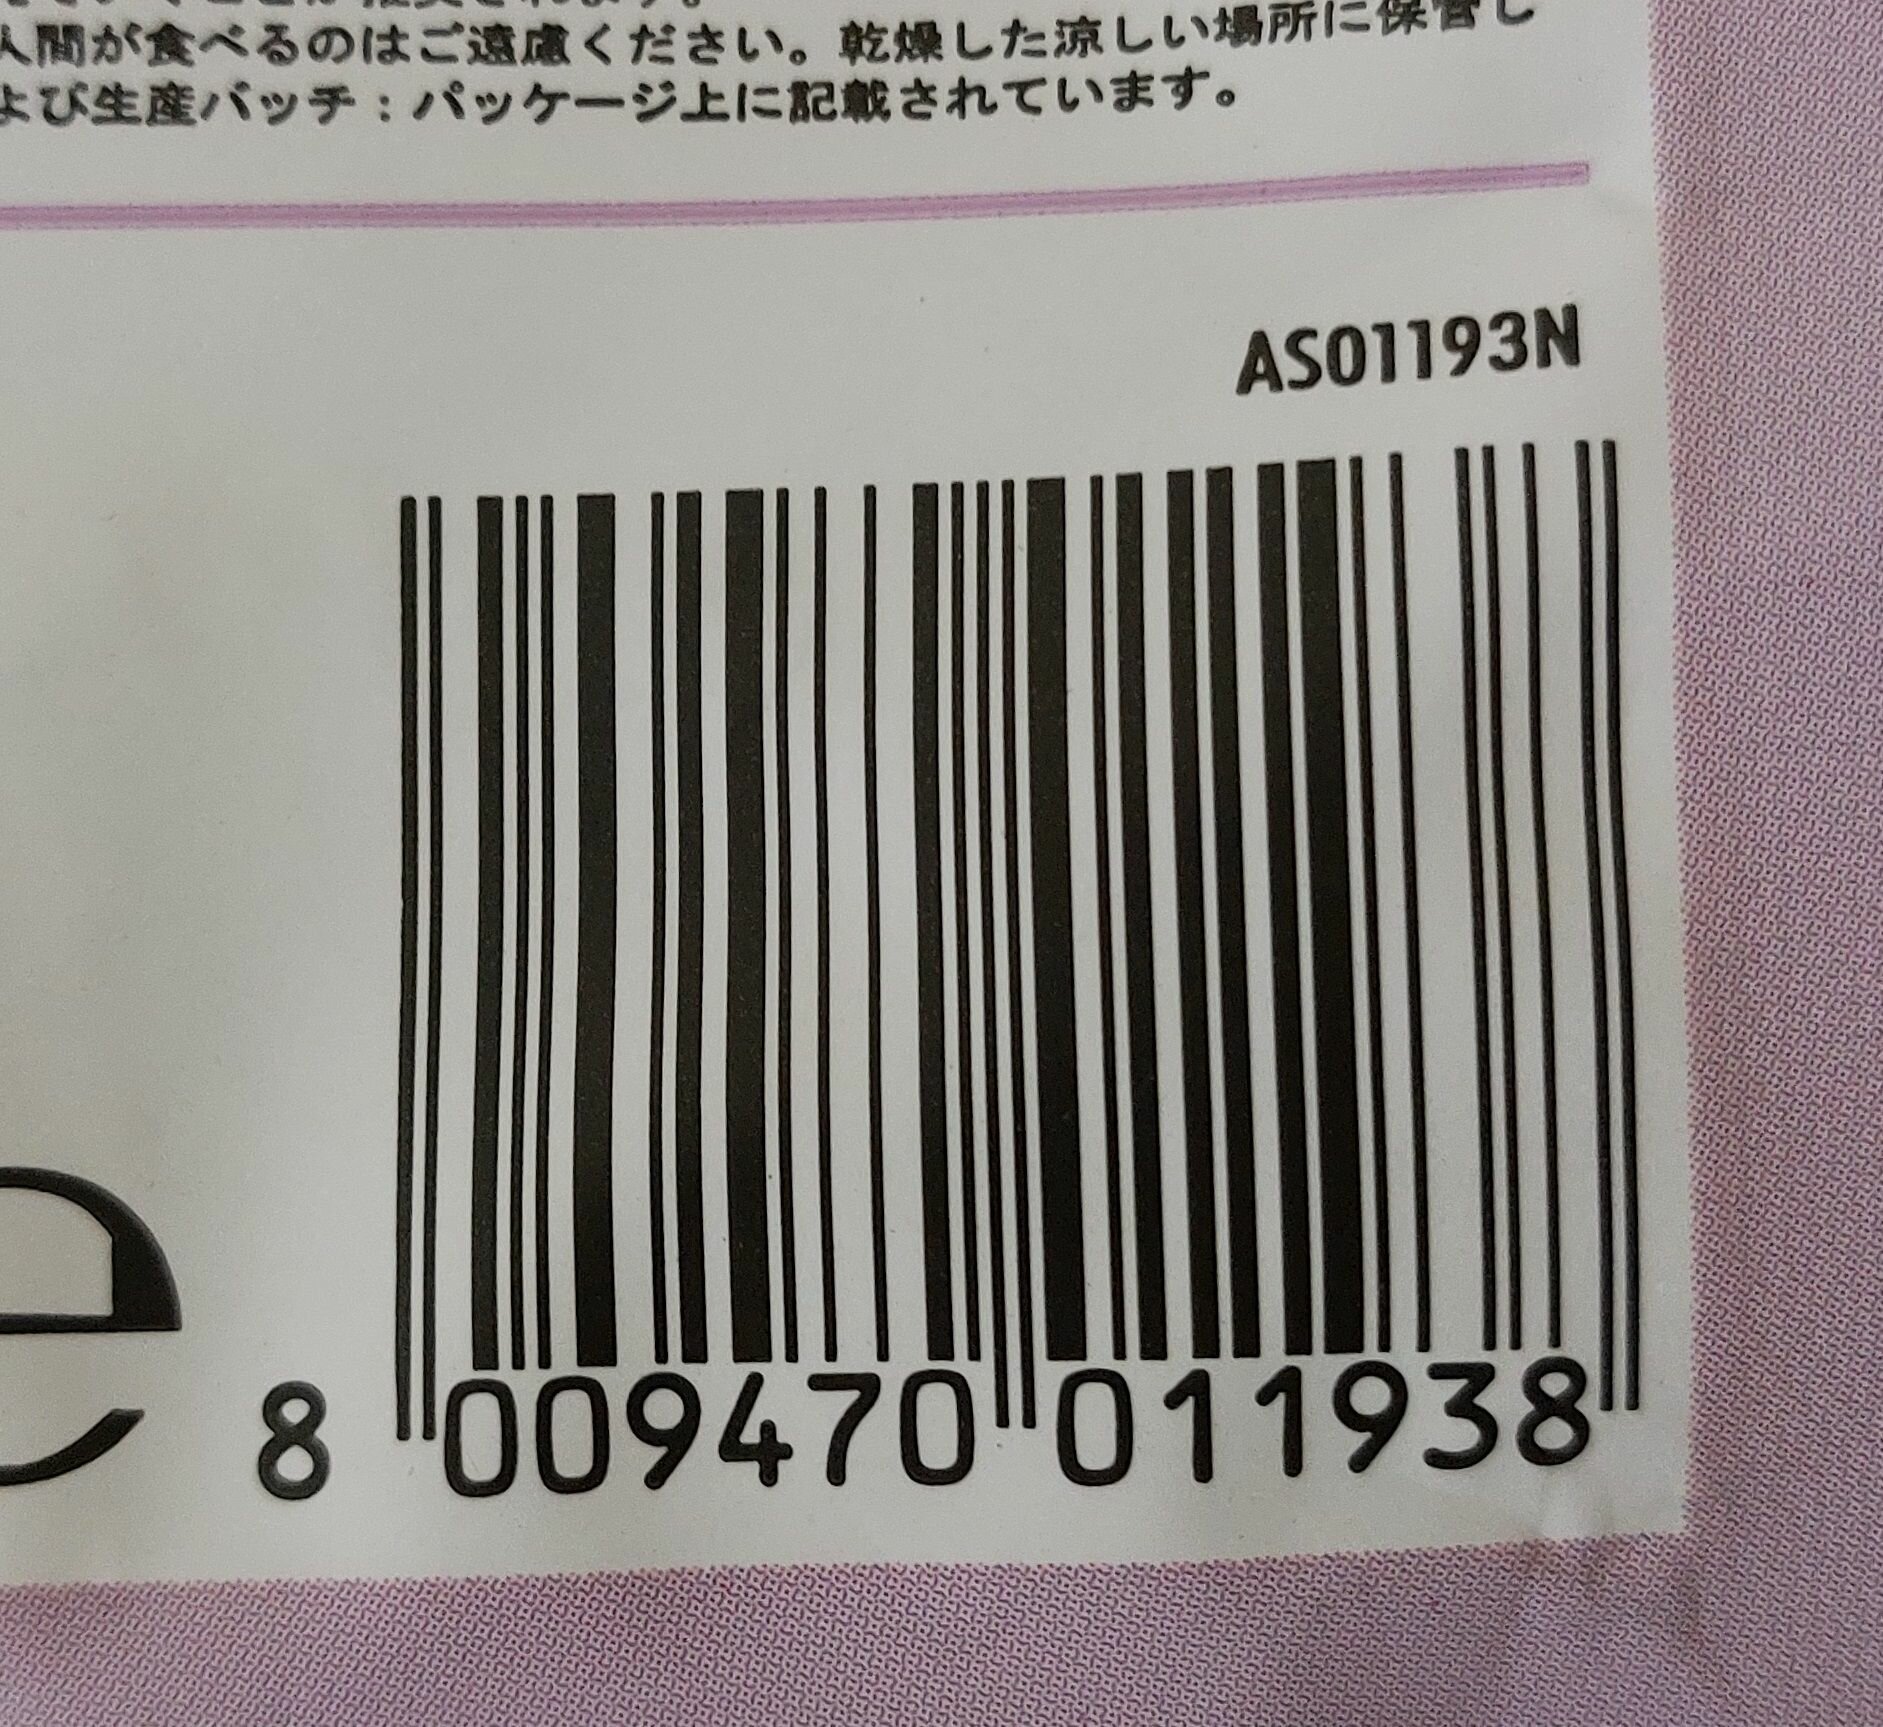 人間が食べるのはご遠慮ください。乾燥した涼しい場所に保管し
よび生産バッチ：パッケージ上に記載されています。
AS01193N
e
8 009470 011938